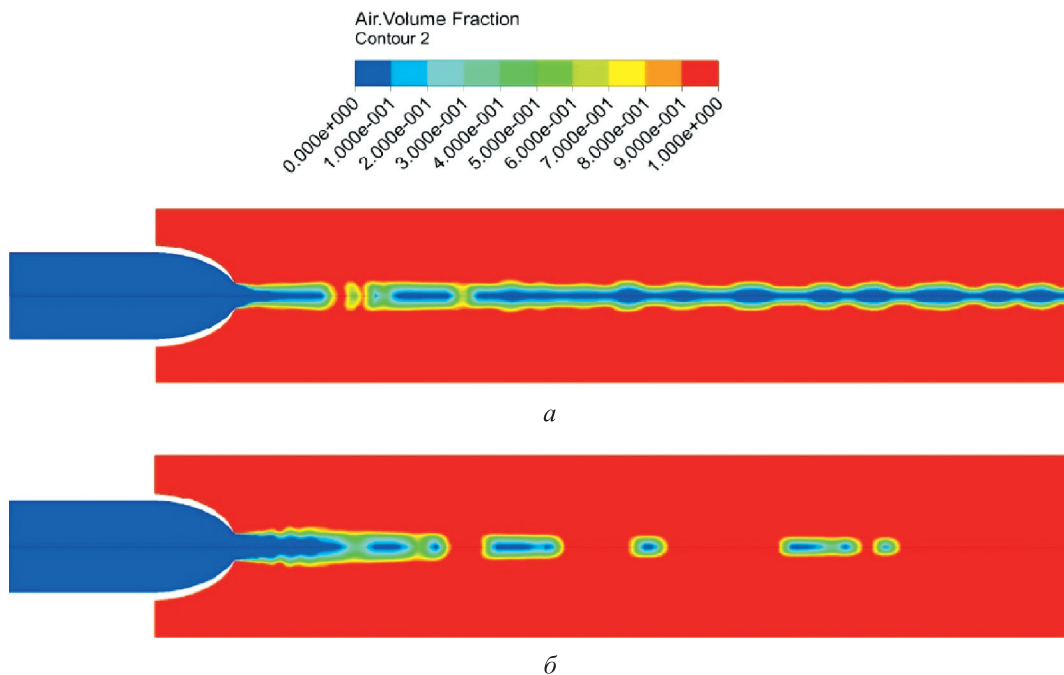 Air.Volume Fraction
Contour 2
0.000e+000
1.000e-001
2.000e-001
3.000e-001
4.000e-001
5.000e-001
6.000e-001
7.000e-001
8.000e-001
9.000e-001
1.000e+000
а
б